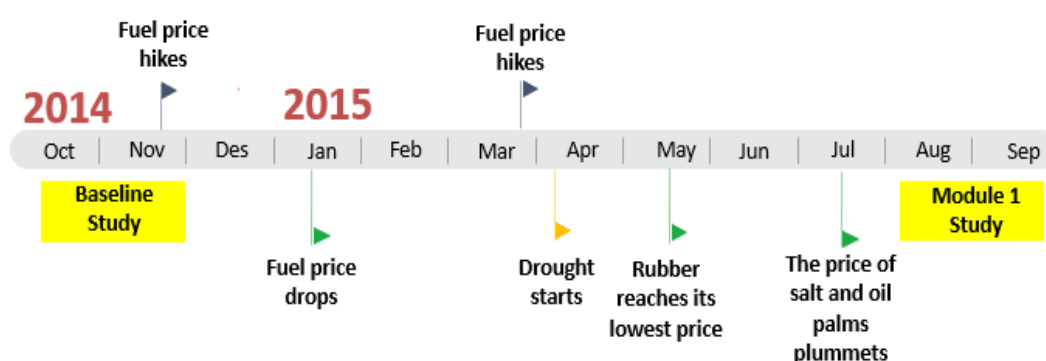 Fuel price
hikes
Fuel price
hikes
2014
2015
Oct Nov Des Jan Feb Mar Apr May Jun Jul Aug Sep
Baseline
Study
Module 1
Study
Fuel price
drops
Drought
starts
Rubber
reaches its
lowest price
The price of
salt and oil
palms
plummets